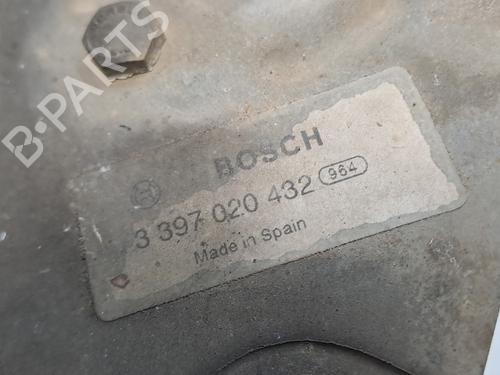 BOSCH
3 397 020 432 964
Made in Spain
B-PARTS